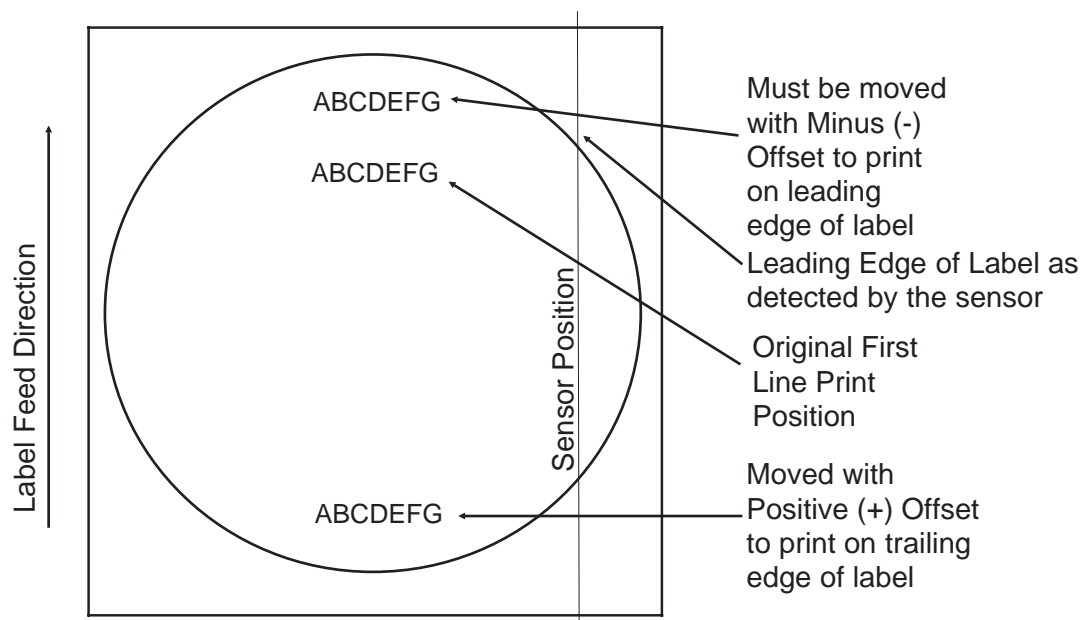 ABCDEFG
ABCDEFG
ABCDEFG
Label Feed Direction
Sensor Position
Must be moved
with Minus (-)
Offset to print
on leading
edge of label
Leading Edge of Label as
detected by the sensor
Original First
Line Print
Position
Moved with
Positive (+) Offset
to print on trailing
edge of label